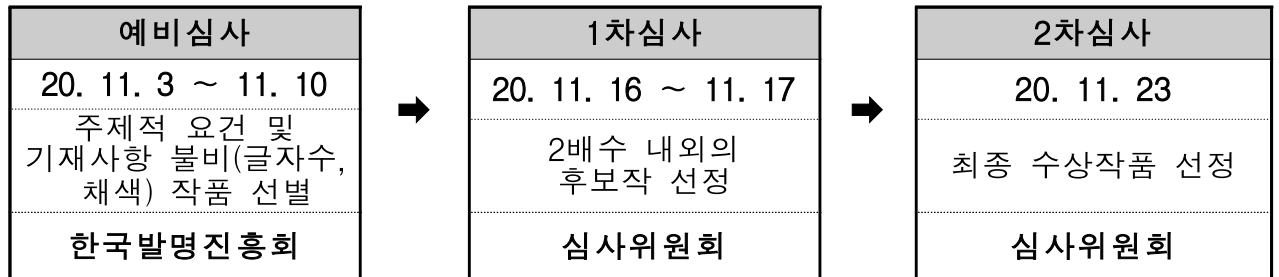 예비심사
20. 11. 3 ~ 11. 10
주제적 요건 및
기재사항 불비(글자수,
채색) 작품 선별
한국발명진흥회
➡
1차심사
20. 11. 16 ~ 11. 17
2배수 내외의
후보작 선정
심사위원회
➡
2차심사
20. 11. 23
최종 수상작품 선정
심사위원회